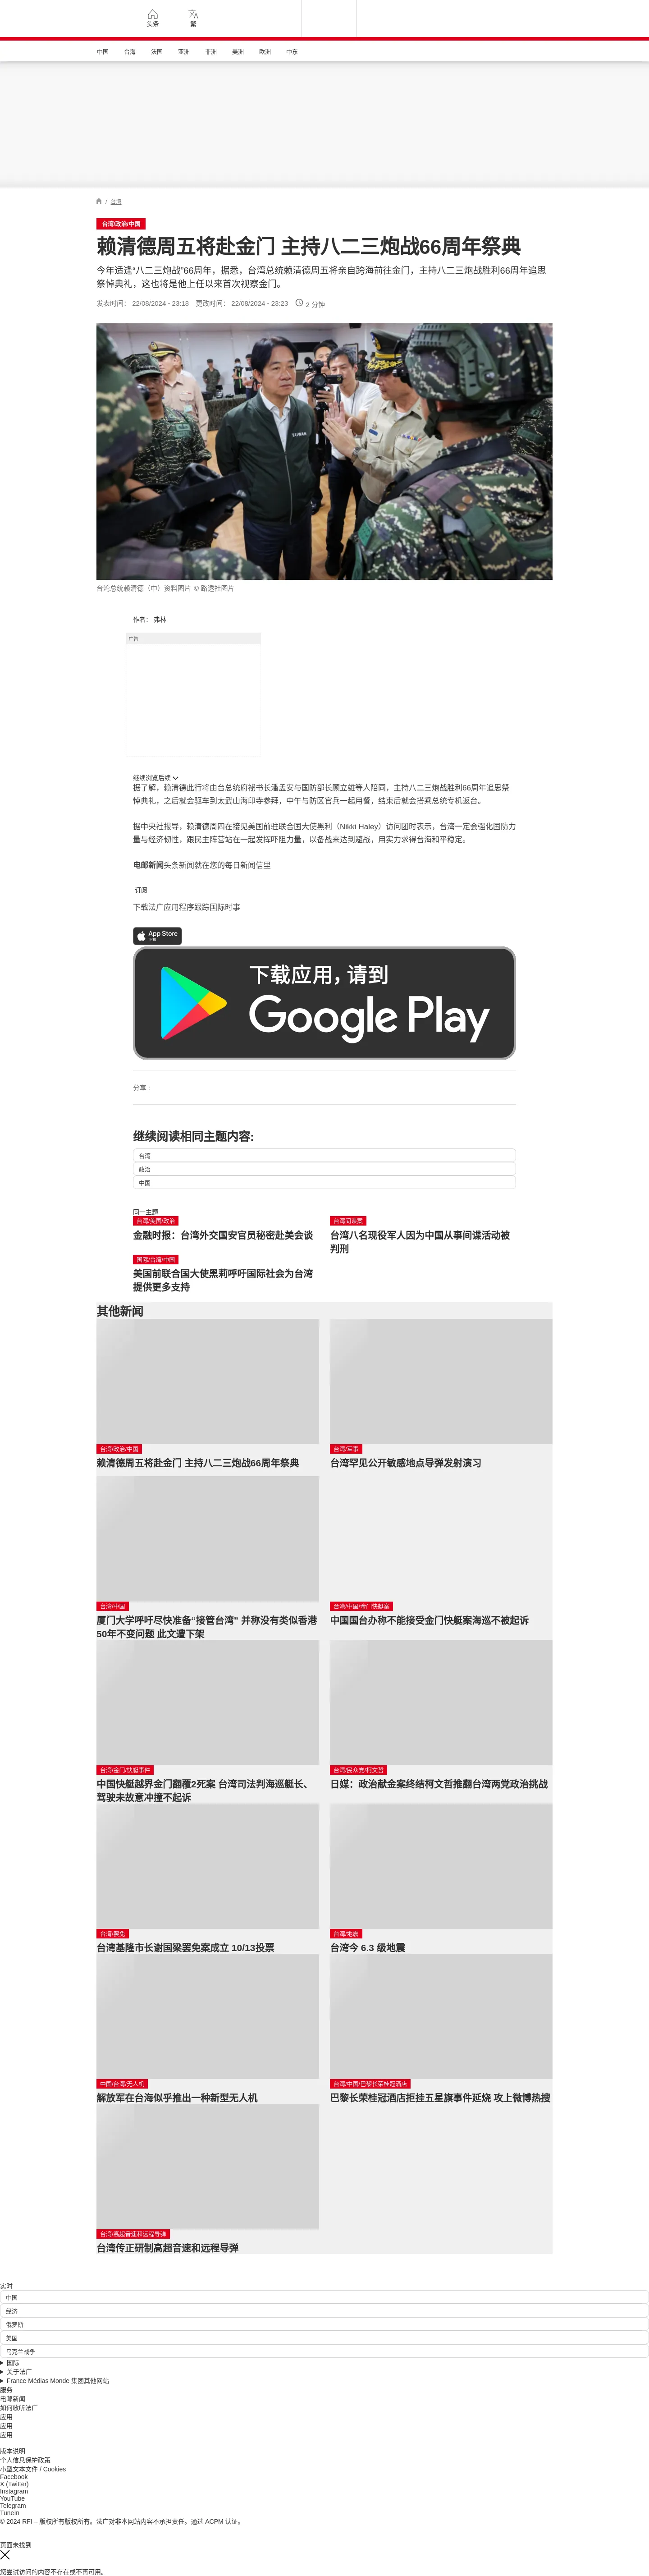 头条
繁
中国
台海
法国
亚洲
非洲
美洲
欧洲
中东
/ 台湾
台湾/政治/中国
赖清德周五将赴金门 主持八二三炮战66周年祭典
今年适逢“八二三炮战”66周年，据悉，台湾总统赖清德周五将亲自跨海前往金门，主持八二三炮战胜利66周年追思
祭悼典礼，这也将是他上任以来首次视察金门。
发表时间： 22/08/2024 - 23:18 更改时间： 22/08/2024 - 23:23 2 分钟
TAIWAN
台湾总统赖清德（中）资料图片 © 路透社图片
作者： 弗林
广告
继续浏览后续
据了解，赖清德此行将由台总统府祕书长潘孟安与国防部长顾立雄等人陪同，主持八二三炮战胜利66周年追思祭
悼典礼，之后就会驱车到太武山海印寺参拜，中午与防区官兵一起用餐，结束后就会搭乘总统专机返台。
据中央社报导，赖清德周四在接见美国前驻联合国大使黑利（Nikki Haley）访问团时表示，台湾一定会强化国防力
量与经济韧性，跟民主阵营站在一起发挥吓阻力量，以备战来达到避战，用实力求得台海和平稳定。
电邮新闻头条新闻就在您的每日新闻信里
订阅
下载法广应用程序跟踪国际时事
App Store
下载
下载应用，请到
Google Play
分享 :
继续阅读相同主题内容:
台湾
政治
中国
同一主题
台湾/美国/政治
金融时报：台湾外交国安官员秘密赴美会谈
台湾间谍案
台湾八名现役军人因为中国从事间谍活动被
判刑
国际/台湾/中国
美国前联合国大使黑莉呼吁国际社会为台湾
提供更多支持
其他新闻
台湾/政治/中国
赖清德周五将赴金门 主持八二三炮战66周年祭典
台湾/军事
台湾罕见公开敏感地点导弹发射演习
台湾/中国
厦门大学呼吁尽快准备“接管台湾” 并称没有类似香港
50年不变问题 此文遭下架
台湾/中国/金门快艇案
中国国台办称不能接受金门快艇案海巡不被起诉
台湾/金门/快艇事件
中国快艇越界金门翻覆2死案 台湾司法判海巡艇长、
驾驶未故意冲撞不起诉
台湾/民众党/柯文哲
日媒：政治献金案终结柯文哲推翻台湾两党政治挑战
台湾/罢免
台湾基隆市长谢国梁罢免案成立 10/13投票
台湾/地震
台湾今 6.3 级地震
中国/台湾/无人机
解放军在台海似乎推出一种新型无人机
台湾/中国/巴黎长荣桂冠酒店
巴黎长荣桂冠酒店拒挂五星旗事件延烧 攻上微博热搜
台湾/高超音速和远程导弹
台湾传正研制高超音速和远程导弹
实时
中国
经济
俄罗斯
美国
乌克兰战争
国际
关于法广
France Médias Monde 集团其他网站
服务
电邮新闻
如何收听法广
应用
应用
应用
版本说明
个人信息保护政策
小型文本文件 / Cookies
Facebook
X (Twitter)
Instagram
YouTube
Telegram
TuneIn
© 2024 RFI – 版权所有版权所有。法广对非本网站内容不承担责任。通过 ACPM 认证。
页面未找到
您尝试访问的内容不存在或不再可用。